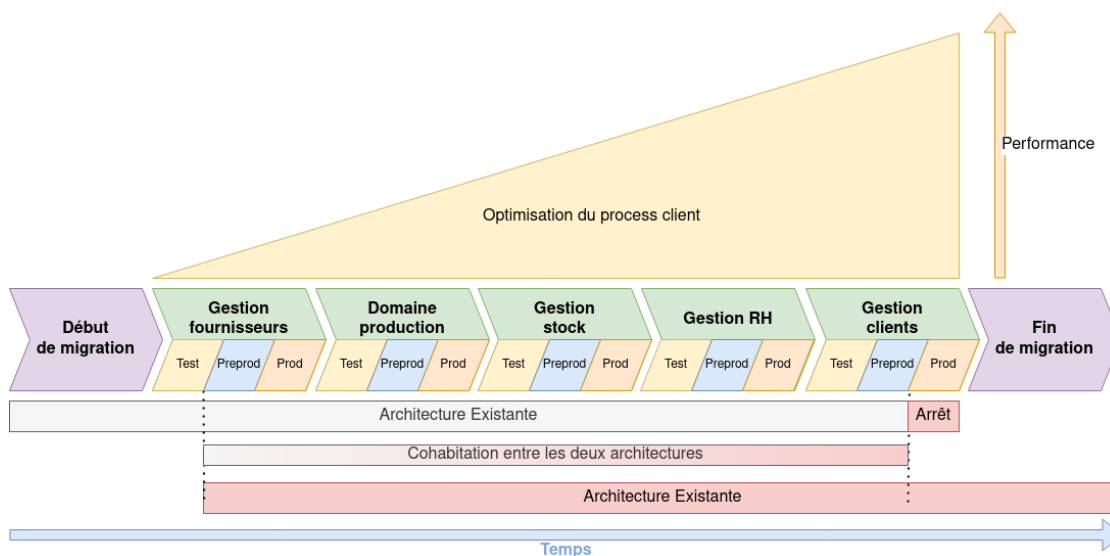 Performance
Optimisation du process client
Début
de migration
Gestion
fournisseurs
Test Preprod Prod
Domaine
production
Test Preprod Prod
Gestion
stock
Test Preprod Prod
Gestion RH
Test Preprod Prod
Gestion
clients
Test Preprod Prod
Fin
de migration
Architecture Existante
Arrêt
Cohabitation entre les deux architectures
Architecture Existante
Temps